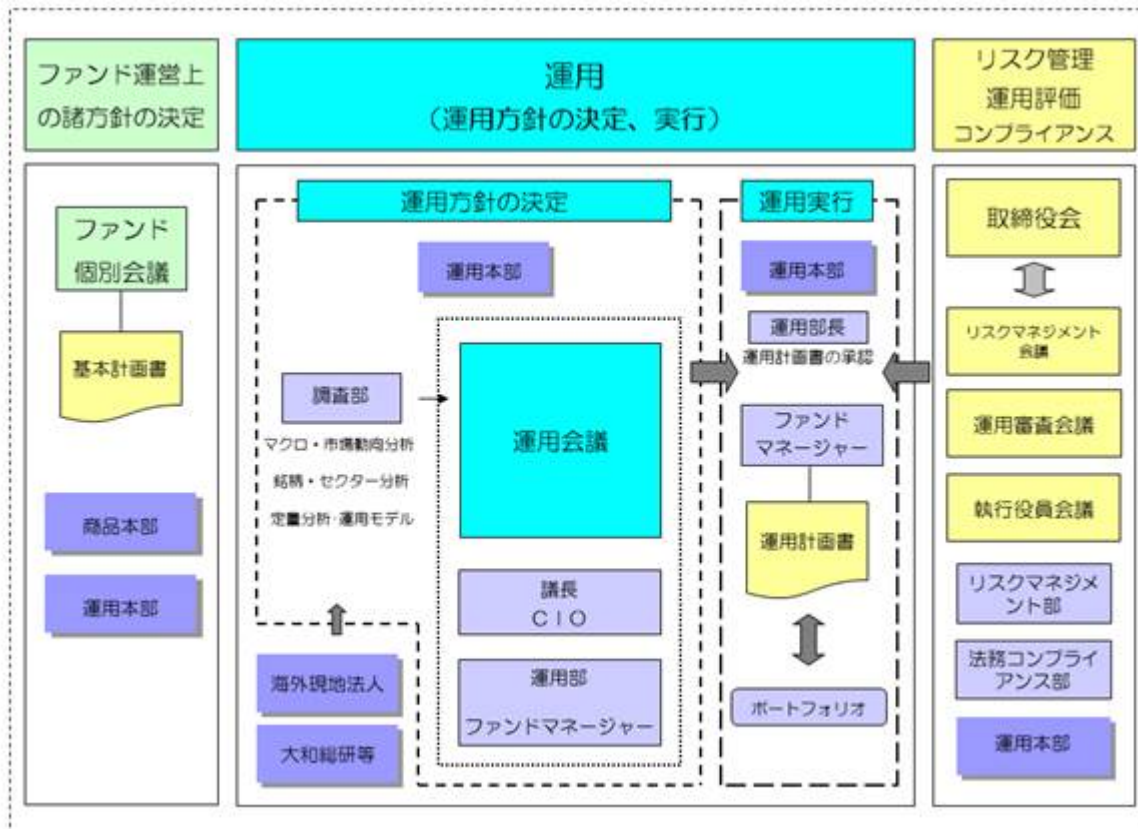 ファンド運営上
の諸方針の決定
運用
（運用方針の決定、実行）
リスク管理
運用評価
コンプライアンス
ファンド
個別会議
基本計画書
商品本部
運用本部
運用方針の決定
運用本部
調査部
マクロ・市場動向分析
銘柄・セクター分析
定量分析・運用モデル
運用会議
議長
ＣＩＯ
運用部
ファンドマネージャー
海外現地法人
大和総研等
運用実行
運用本部
運用部長
運用計画書の承認
ファンド
マネージャー
運用計画書
ポートフォリオ
取締役会
リスクマネジメント
会議
運用審査会議
執行役員会議
リスクマネジメ
ント部
法務コンプライ
アンス部
運用本部